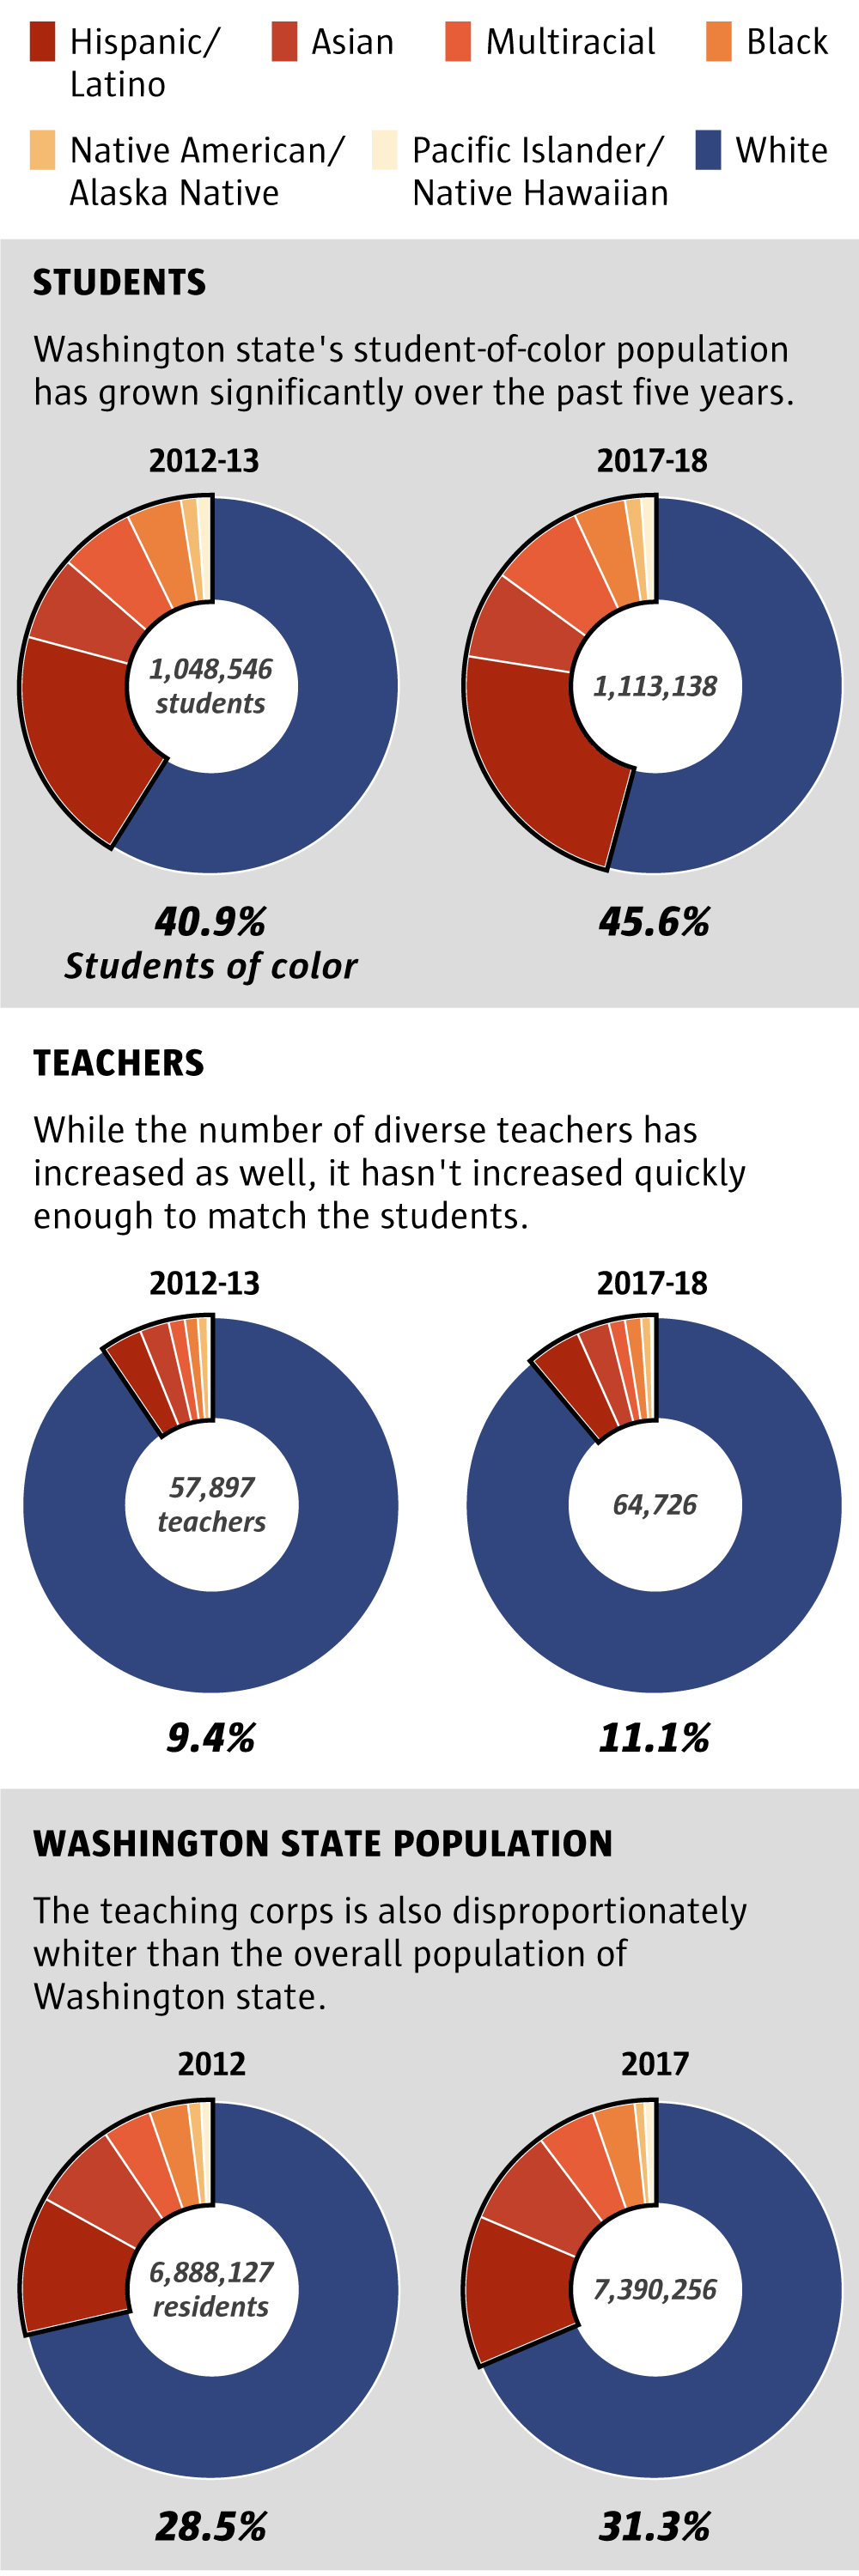 Hispanic/
Latino
Asian
Multiracial
Black
Native American/
Alaska Native
Pacific Islander/
Native Hawaiian
White
STUDENTS
Washington state's student-of-color population
has grown significantly over the past five years.
2012-13
2017-18
1,048,546
students
1,113,138
40.9%
Students of color
45.6%
TEACHERS
While the number of diverse teachers has
increased as well, it hasn't increased quickly
enough to match the students.
2012-13
2017-18
57,897
teachers
64,726
9.4%
11.1%
WASHINGTON STATE POPULATION
The teaching corps is also disproportionately
whiter than the overall population of
Washington state.
2012
2017
6,888,127
residents
7,390,256
28.5%
31.3%